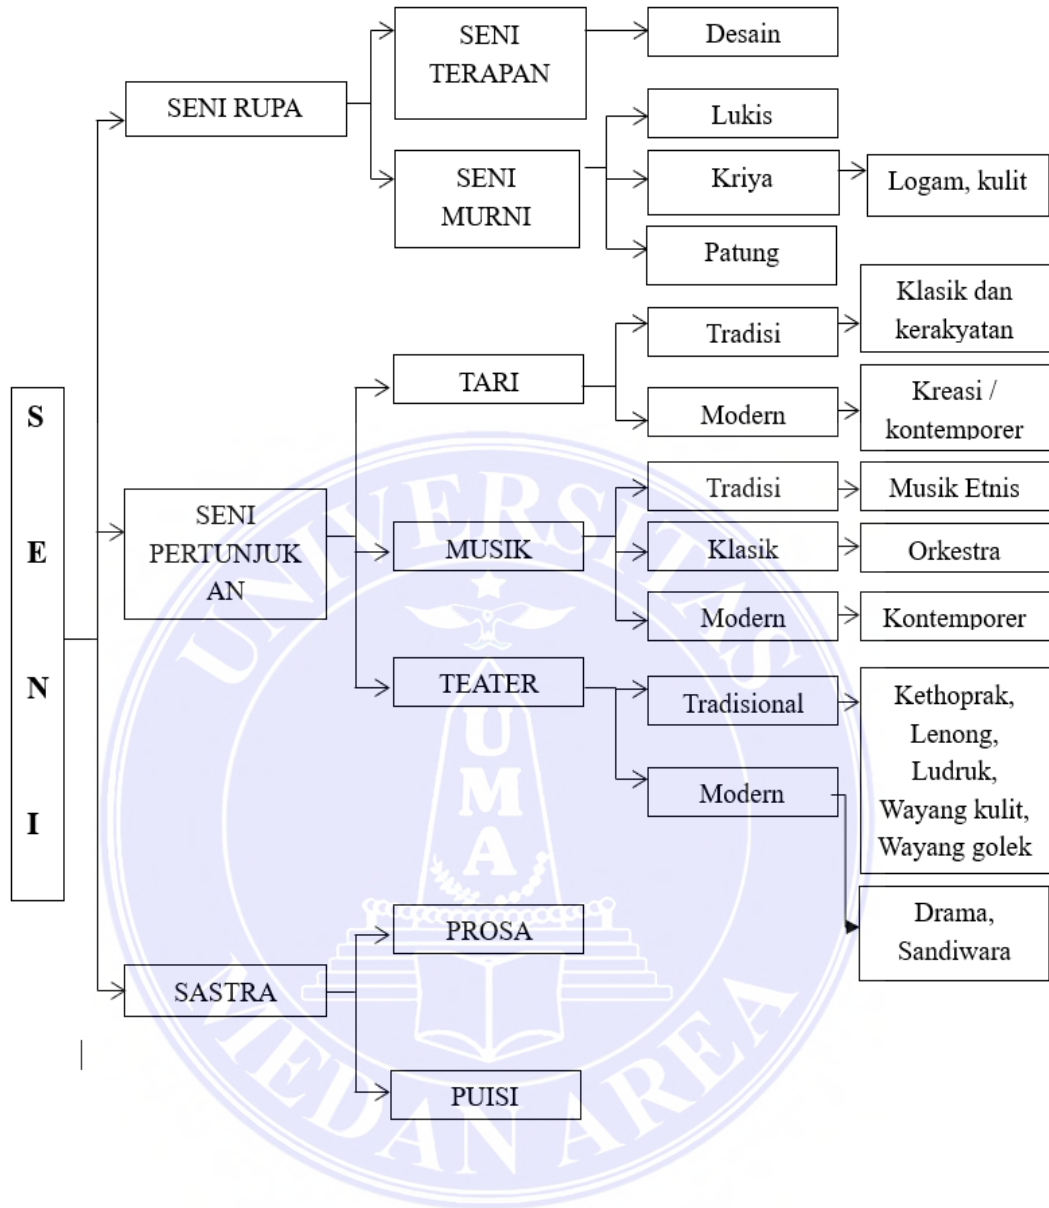 SENI
TERAPAN
Desain
SENI RUPA
Lukis
SENI
MURNI
Kriya
Logam, kulit
Patung
Klasik dan
kerakyatan
Tradisi
TARI
Kreasi /
kontemporer
Modern
S
E
N
I
SENI
PERTUNJUK
AN
Tradisi
Musik Etnis
MUSIK
Klasik
Orkestra
Modern
Kontemporer
TEATER
Tradisional
Kethoprak,
Lenong,
Ludruk,
Wayang kulit,
Wayang golek
Modern
Drama,
Sandiwara
PROSA
SASTRA
PUISI
UNIVERSITAS
MEDAN AREA
U
M
A